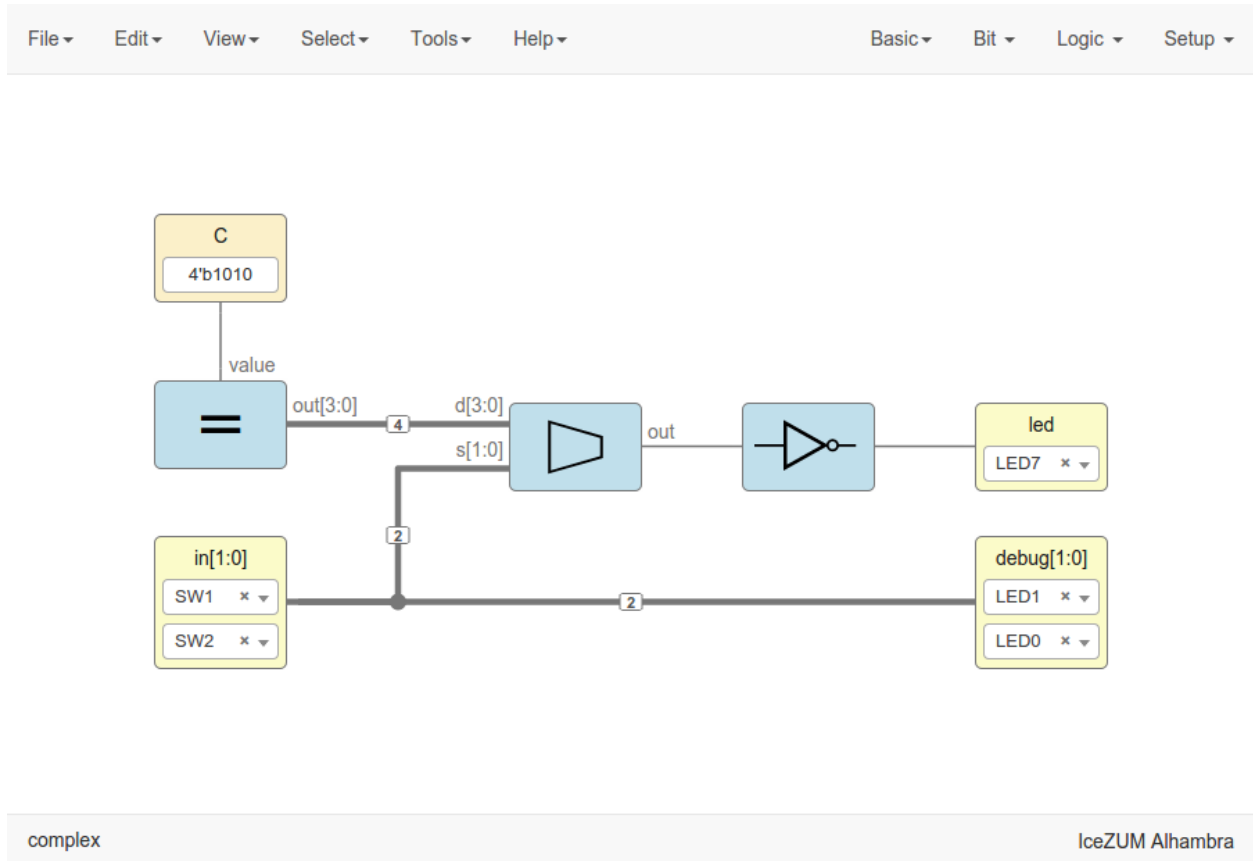 File Edit View Select Tools Help Basic Bit Logic Setup
C
4'b1010
value
out[3:0] d[3:0]
4
s[1:0]
out
led
LED7 ×
2
in[1:0]
SW1 ×
SW2 ×
2
debug[1:0]
LED1 ×
LED0 ×
complex IceZUM Alhambra